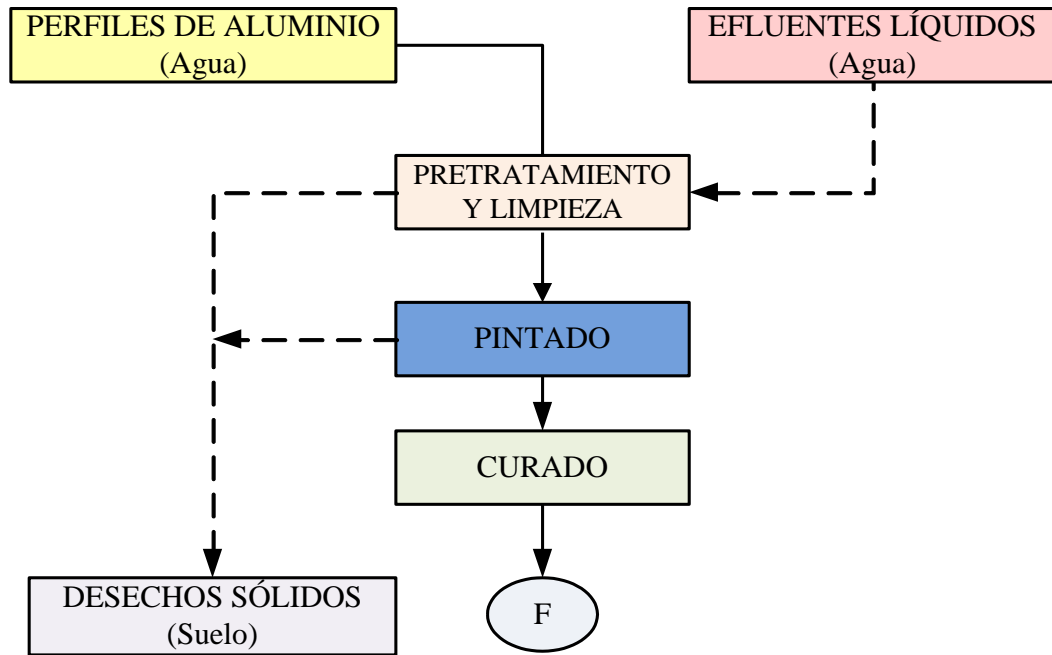 PERFILES DE ALUMINIO
(Agua)
EFLUENTES LÍQUIDOS
(Agua)
PRETRATAMIENTO
Y LIMPIEZA
PINTADO
CURADO
DESECHOS SÓLIDOS
(Suelo)
F